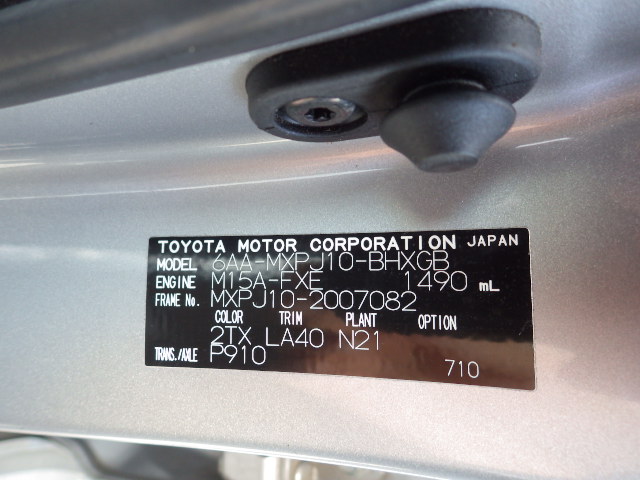 TOYOTA MOTOR CORPORATION JAPAN
MODEL 6AA-MXPJ10-BHXGB
ENGINE M15A-FXE 1490 mL
FRAME No. MXPJ10-2007082
COLOR TRIM PLANT OPTION
2TX LA40 N21
TRANS./AXLE P910
710